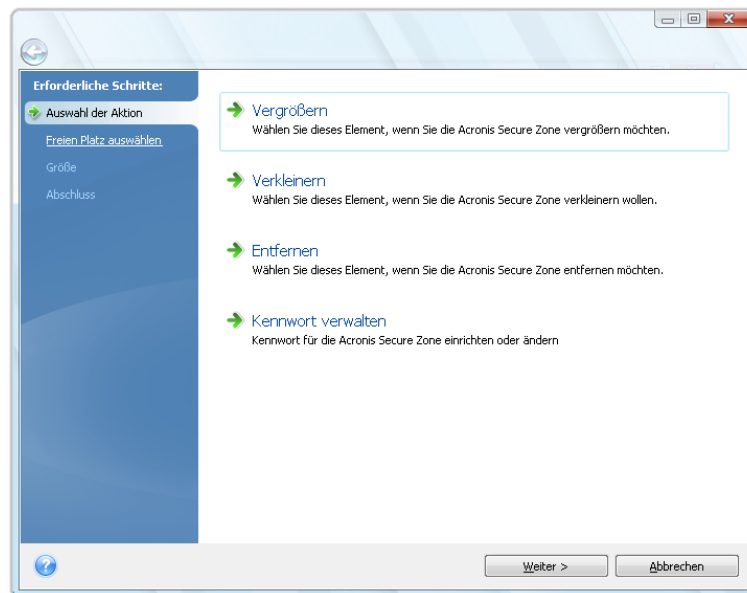 Erforderliche Schritte:
Auswahl der Aktion
Freien Platz auswählen
Größe
Abschluss
Vergrößern
Wählen Sie dieses Element, wenn Sie die Acronis Secure Zone vergrößern möchten.
Verkleinern
Wählen Sie dieses Element, wenn Sie die Acronis Secure Zone verkleinern wollen.
Entfernen
Wählen Sie dieses Element, wenn Sie die Acronis Secure Zone entfernen möchten.
Kennwort verwalten
Kennwort für die Acronis Secure Zone einrichten oder ändern
Weiter >
Abbrechen